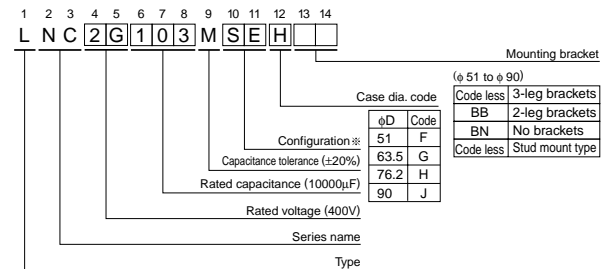 1 2 3 4 5 6 7 8 9 10 11 12 13 14
L N C 2 G 1 0 3 M S E H
Mounting bracket
(ϕ 51 to ϕ 90)
Code less 3-leg brackets
BB 2-leg brackets
BN No brackets
Code less Stud mount type
Case dia. code
ϕD Code
51 F
63.5 G
76.2 H
90 J
Configuration※
Capacitance tolerance (±20%)
Rated capacitance (10000µF)
Rated voltage (400V)
Series name
Type